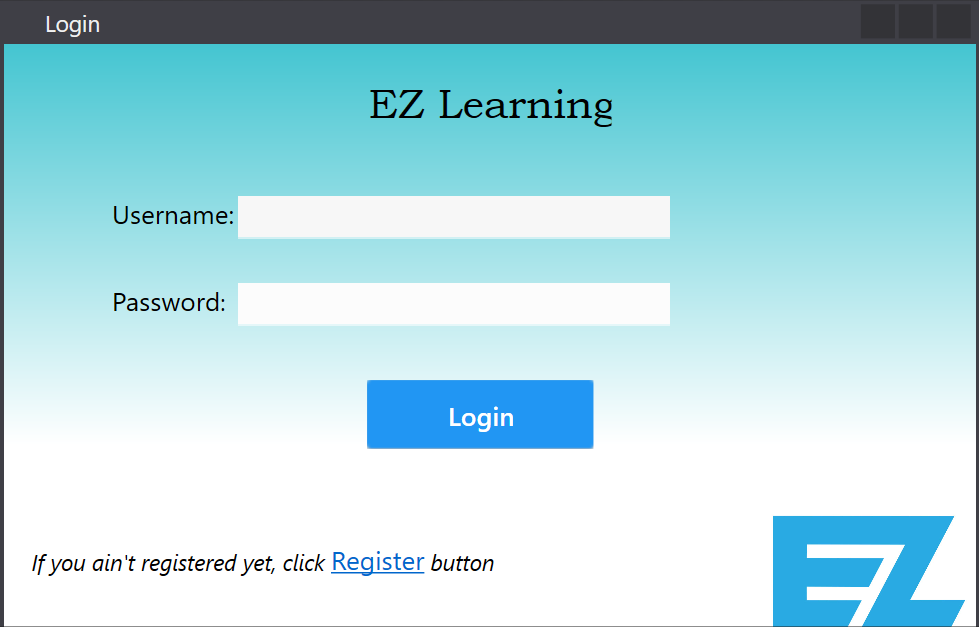 Login
EZ Learning
Username:
Password:
Login
If you ain't registered yet, click Register button
EZ